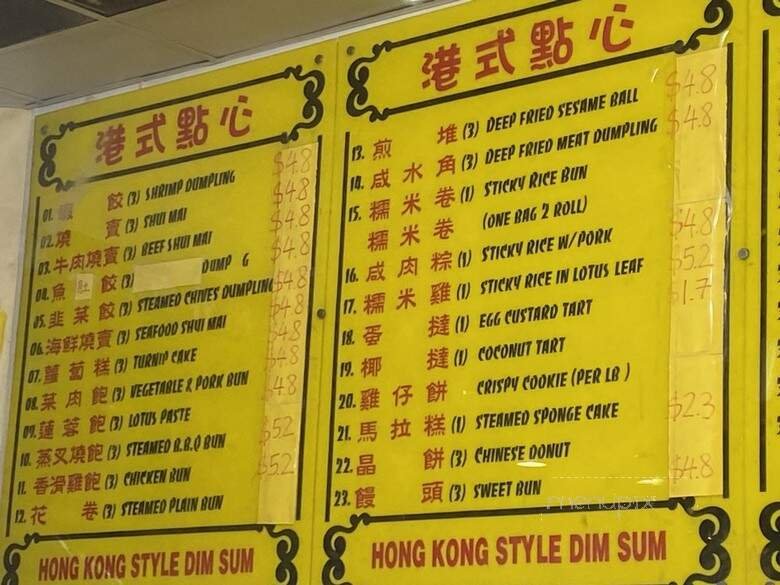 港式點心
01. 蝦 餃 (3) SHRIMP DUMPLING $4.8
02. 燒 賣 (3) SHUI MAI $4.8
03. 牛肉燒賣 (3) BEEF SHUI MAI $4.8
04. 魚 餃 (3) DUMP G $4.8
05. 韭菜餃 (3) STEAMED CHIVES DUMPLING $4.8
06. 海鮮燒賣 (3) SEAFOOD SHUI MAI $4.8
07. 蘿蔔糕 (3) TURNIP CAKE $4.8
08. 菜肉飽 (3) VEGETABLE & PORK BUN $4.8
09. 蓮蓉飽 (3) LOTUS PASTE $4.8
10. 蒸叉燒飽 (3) STEAMED B.B.Q BUN $5.2
11. 香滑雞飽 (3) CHICKEN BUN $5.2
12. 花 卷 (3) STEAMED PLAIN BUN
HONG KONG STYLE DIM SUM
港式點心
13. 煎 堆 (3) DEEP FRIED SESAME BALL $4.8
14. 咸水角 (3) DEEP FRIED MEAT DUMPLING $4.8
15. 糯米卷 (1) STICKY RICE BUN
糯米卷 (ONE BAG 2 ROLL)
16. 咸肉粽 (1) STICKY RICE W/PORK $4.8
17. 糯米雞 (1) STICKY RICE IN LOTUS LEAF $5.2
18. 蛋 撻 (1) EGG CUSTARD TART $1.7
19. 椰 撻 (1) COCONUT TART
20. 雞仔餅 CRISPY COOKIE (PER LB )
21. 馬拉糕 (1) STEAMED SPONGE CAKE $2.3
22. 晶 餅 (3) CHINESE DONUT
23. 饅 頭 (3) SWEET BUN $4.8
HONG KONG STYLE DIM SUM
menupix